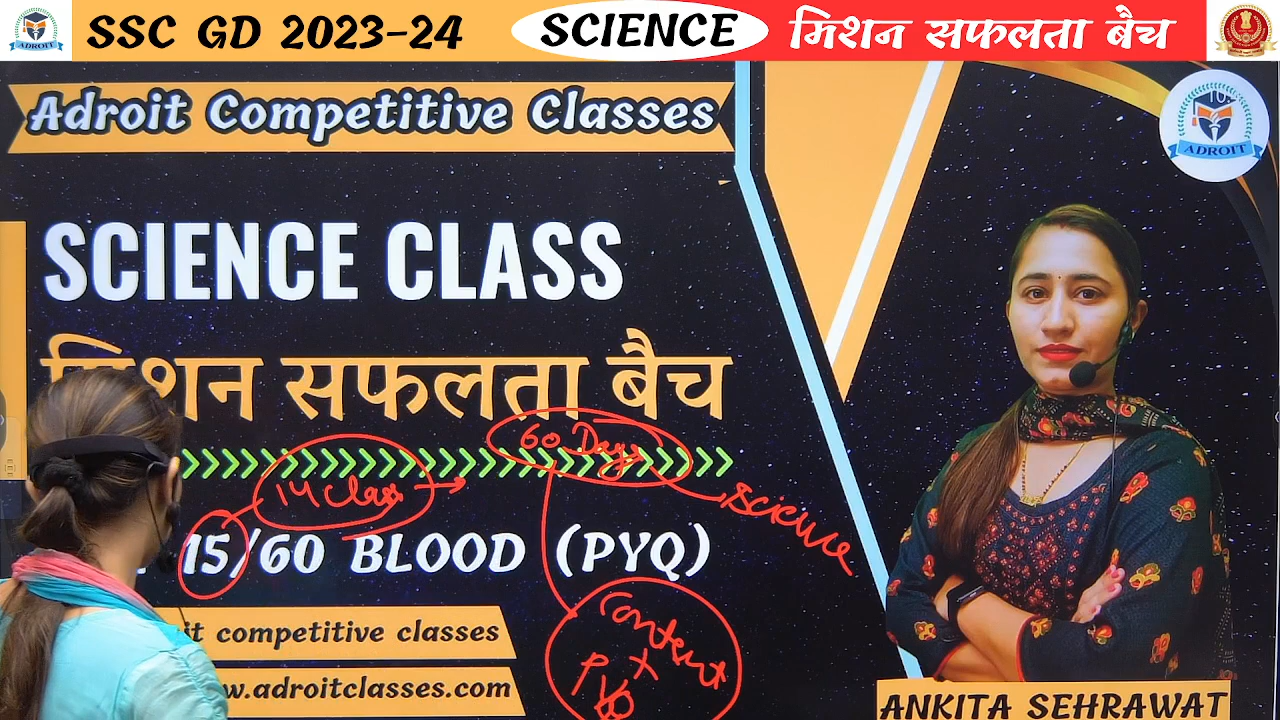 ADROIT
SSC GD 2023-24
SCIENCE
मिशन सफलता बैच
Adroit Competitive Classes
ADROIT
SCIENCE CLASS
मिशन सफलता बैच
60 Days
14 Class
science
15/60 BLOOD (PYQ)
content
+
PYQ
it competitive classes
w.adroitclasses.com
ANKITA SEHRAWAT